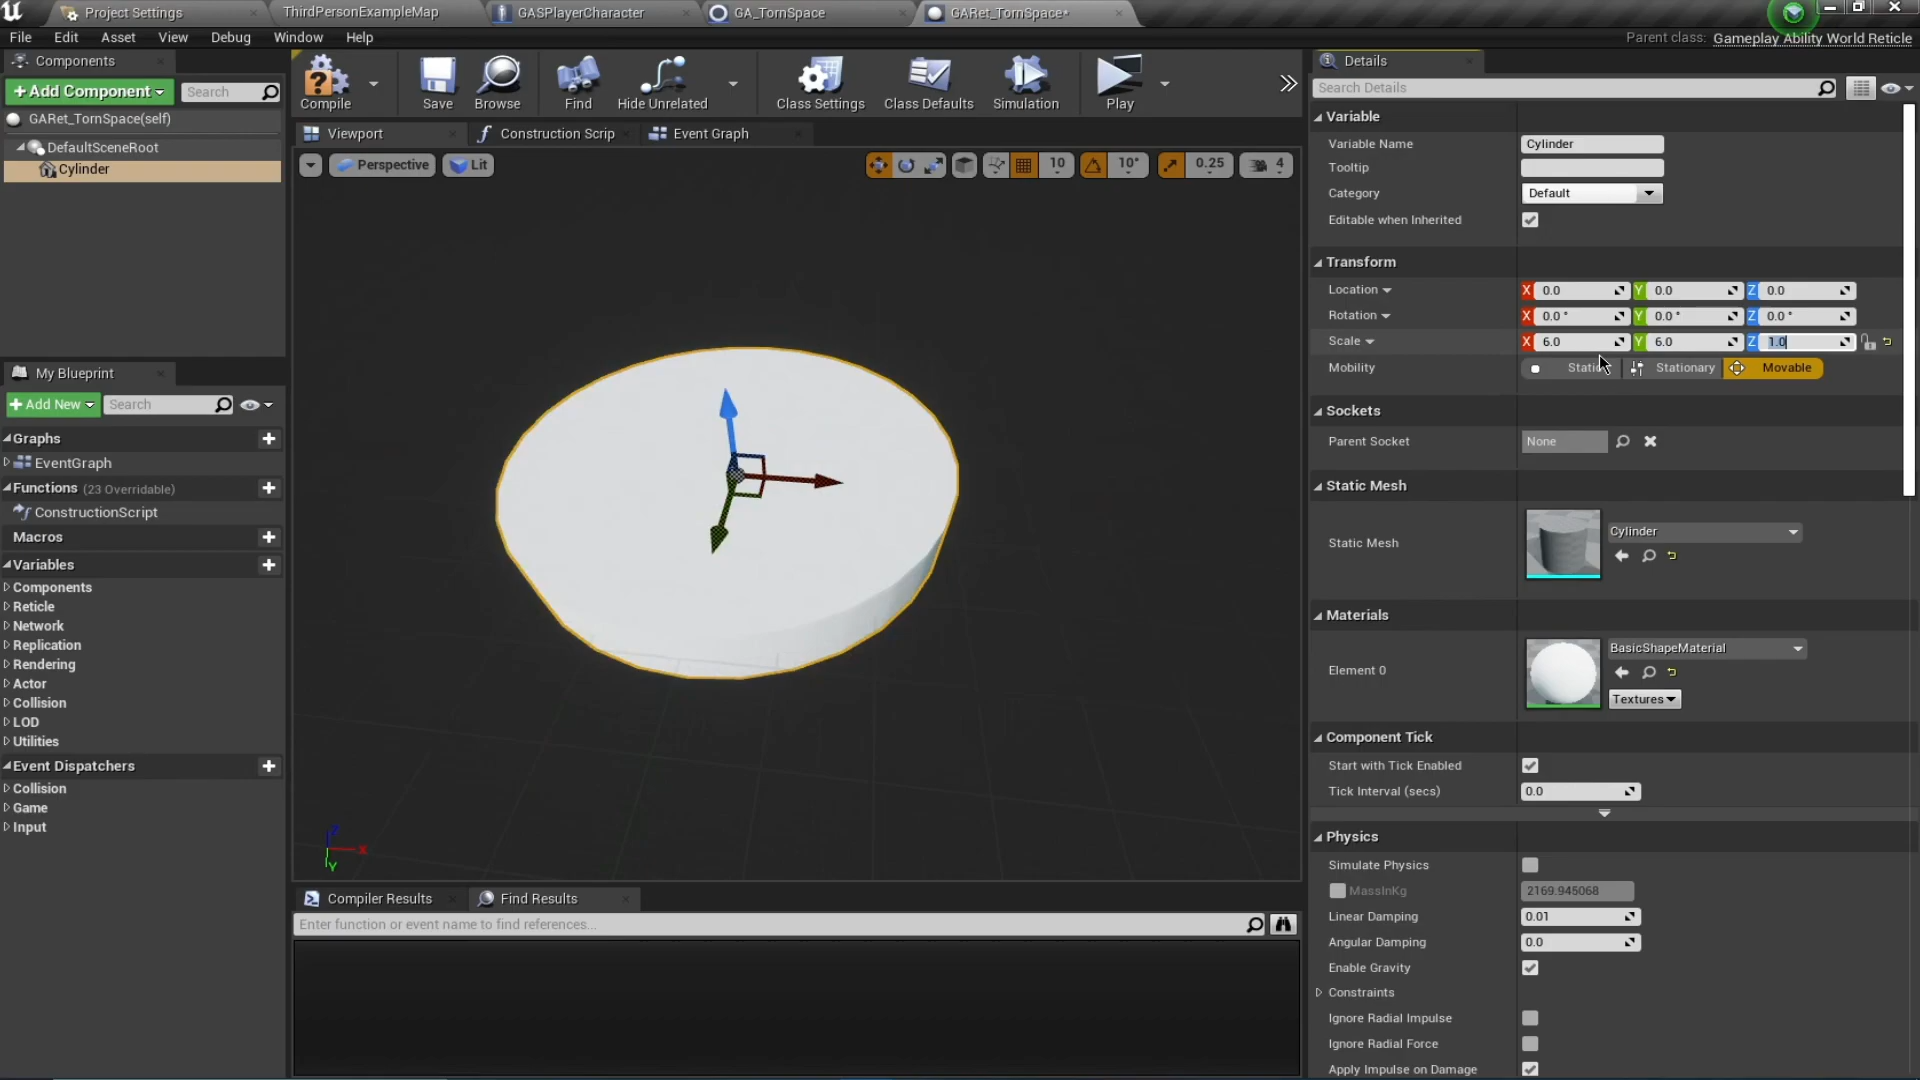 Project Settings
ThirdPersonExampleMap
GASPlayerCharacter
GA_TornSpace
GARet_TornSpace*
File Edit Asset View Debug Window Help
Parent class: Gameplay Ability World Reticle
Components
+Add Component
Search
GARet_TornSpace(self)
DefaultSceneRoot
Cylinder
My Blueprint
+Add New
Search
Graphs
EventGraph
Functions (23 Overridable)
ConstructionScript
Macros
Variables
Components
Reticle
Network
Replication
Rendering
Actor
Collision
LOD
Utilities
Event Dispatchers
Collision
Game
Input
Compile
Save
Browse
Find
Hide Unrelated
Class Settings
Class Defaults
Simulation
Play
Viewport
Construction Scrip
Event Graph
Perspective
Lit
10
10°
0.25
4
Z
X
Y
Compiler Results
Find Results
Enter function or event name to find references...
Details
Search Details
Variable
Variable Name Cylinder
Tooltip
Category Default
Editable when Inherited
Transform
Location X 0.0 Y 0.0 Z 0.0
Rotation X 0.0 ° Y 0.0 ° Z 0.0 °
Scale X 6.0 Y 6.0 Z 1.0
Mobility Static Stationary Movable
Sockets
Parent Socket None
Static Mesh
Static Mesh Cylinder
Materials
Element 0 BasicShapeMaterial
Textures
Component Tick
Start with Tick Enabled
Tick Interval (secs) 0.0
Physics
Simulate Physics
MassInKg 2169.945068
Linear Damping 0.01
Angular Damping 0.0
Enable Gravity
Constraints
Ignore Radial Impulse
Ignore Radial Force
Apply Impulse on Damage